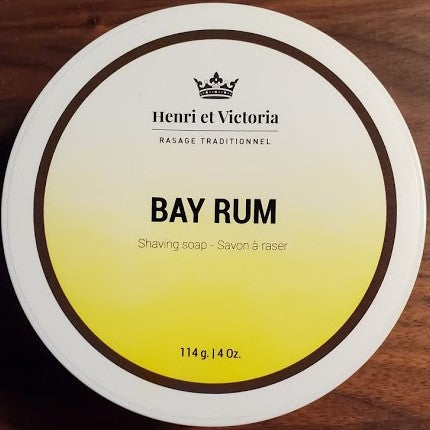 Henri et Victoria
RASAGE TRADITIONNEL
BAY RUM
Shaving soap - Savon à raser
114 g. | 4 Oz.